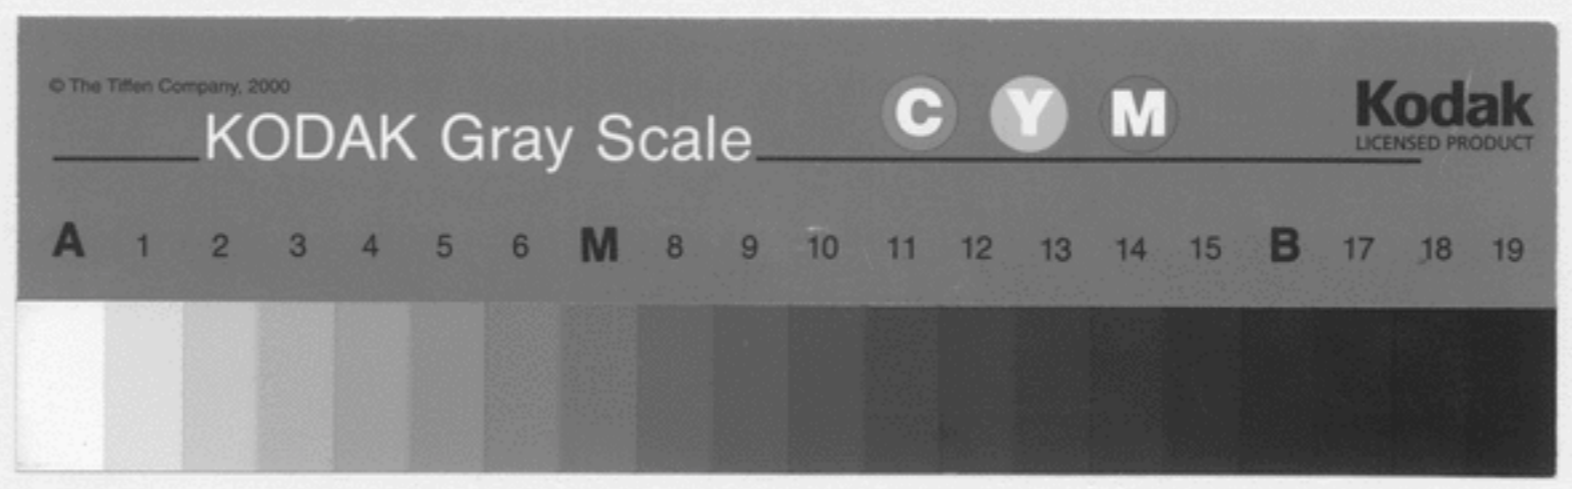 © The Tiffen Company, 2000
KODAK Gray Scale
C Y M
Kodak
LICENSED PRODUCT
A 1 2 3 4 5 6 M 8 9 10 11 12 13 14 15 B 17 18 19